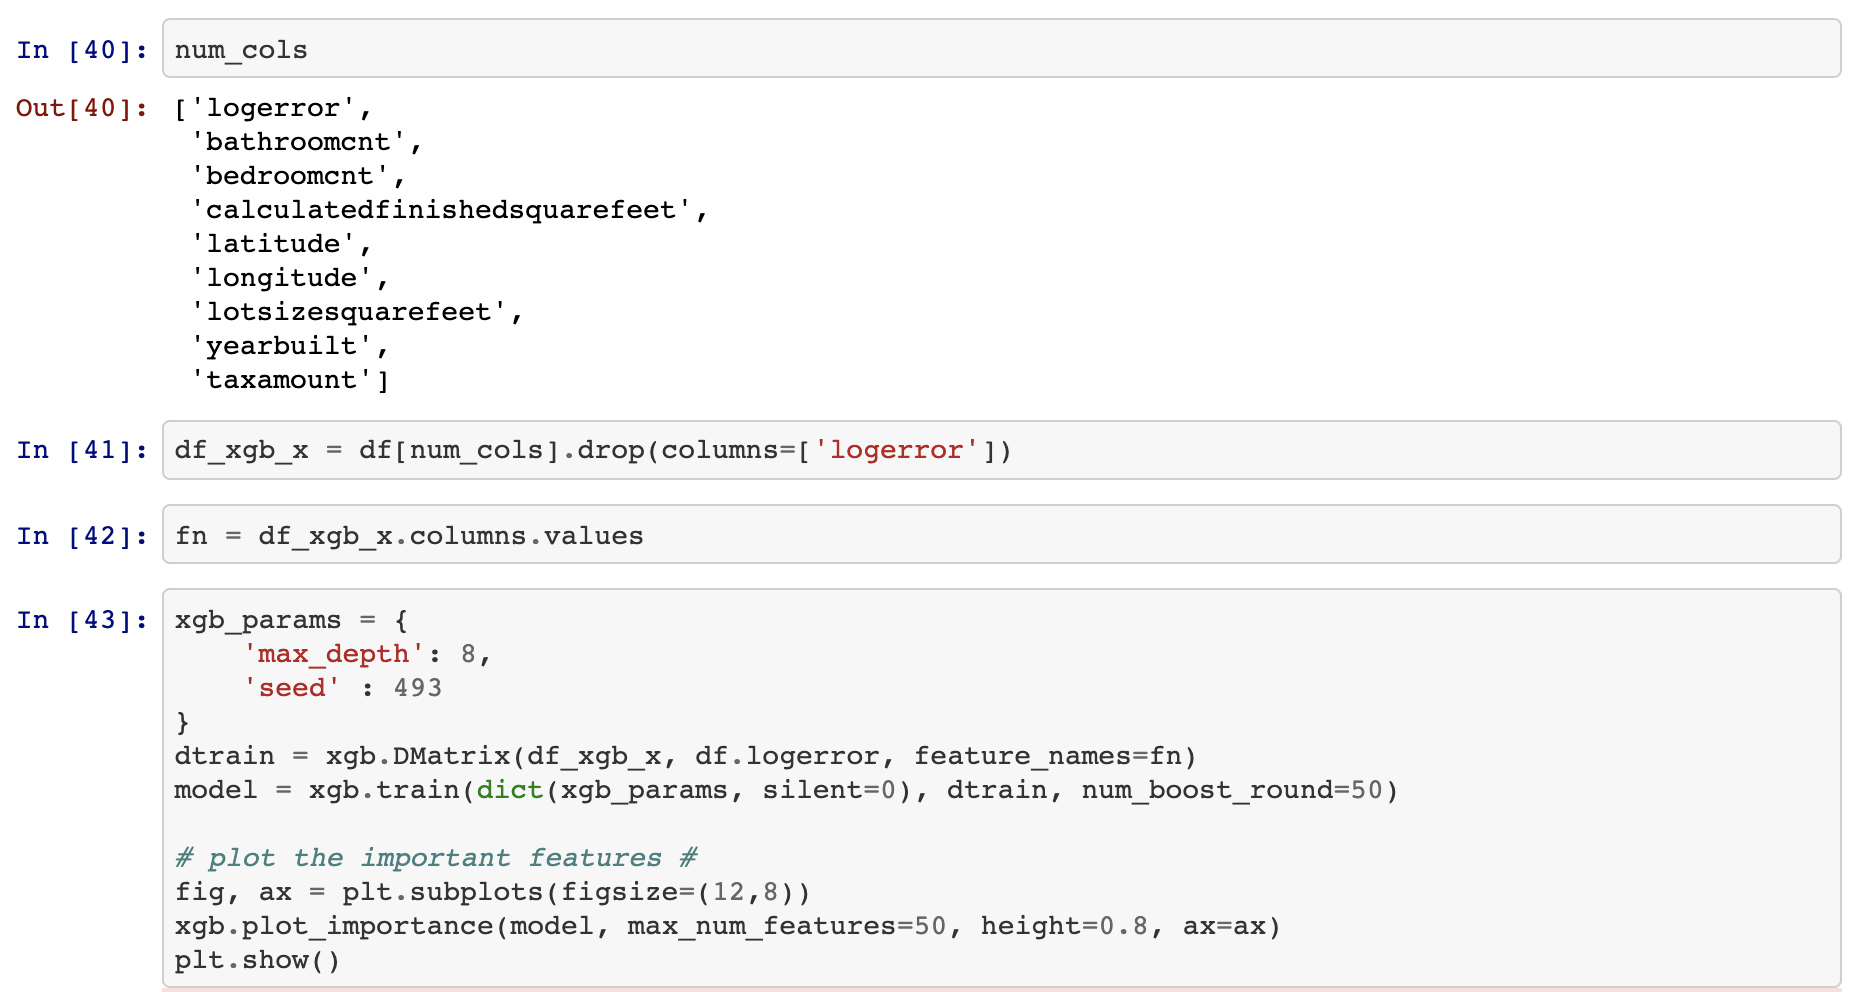 In [40]: num_cols
Out[40]: ['logerror',
 'bathroomcnt',
 'bedroomcnt',
 'calculatedfinishedsquarefeet',
 'latitude',
 'longitude',
 'lotsizesquarefeet',
 'yearbuilt',
 'taxamount']
In [41]: df_xgb_x = df[num_cols].drop(columns=['logerror'])
In [42]: fn = df_xgb_x.columns.values
In [43]: xgb_params = {
    'max_depth': 8,
    'seed' : 493
}
dtrain = xgb.DMatrix(df_xgb_x, df.logerror, feature_names=fn)
model = xgb.train(dict(xgb_params, silent=0), dtrain, num_boost_round=50)
# plot the important features #
fig, ax = plt.subplots(figsize=(12,8))
xgb.plot_importance(model, max_num_features=50, height=0.8, ax=ax)
plt.show()